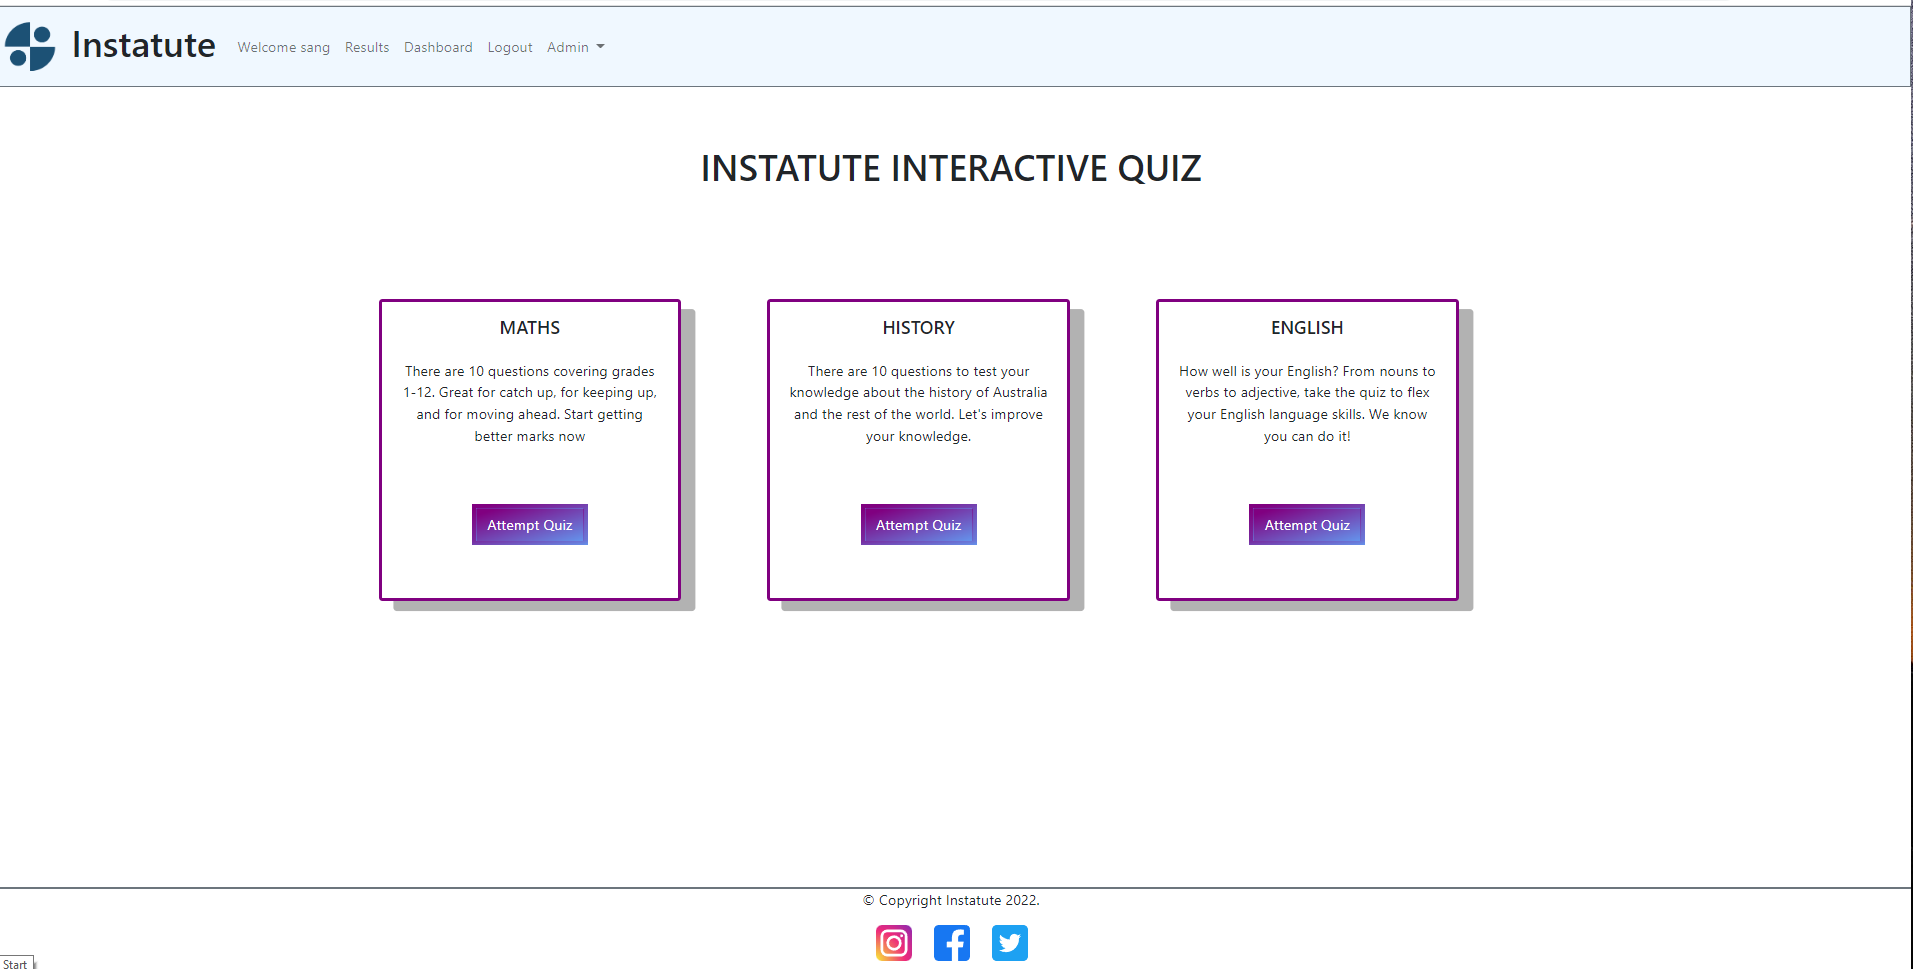 Instatute
Welcome sang Results Dashboard Logout Admin
INSTATUTE INTERACTIVE QUIZ
MATHS
There are 10 questions covering grades
1-12. Great for catch up, for keeping up,
and for moving ahead. Start getting
better marks now
Attempt Quiz
HISTORY
There are 10 questions to test your
knowledge about the history of Australia
and the rest of the world. Let's improve
your knowledge.
Attempt Quiz
ENGLISH
How well is your English? From nouns to
verbs to adjective, take the quiz to flex
your English language skills. We know
you can do it!
Attempt Quiz
© Copyright Instatute 2022.
Start